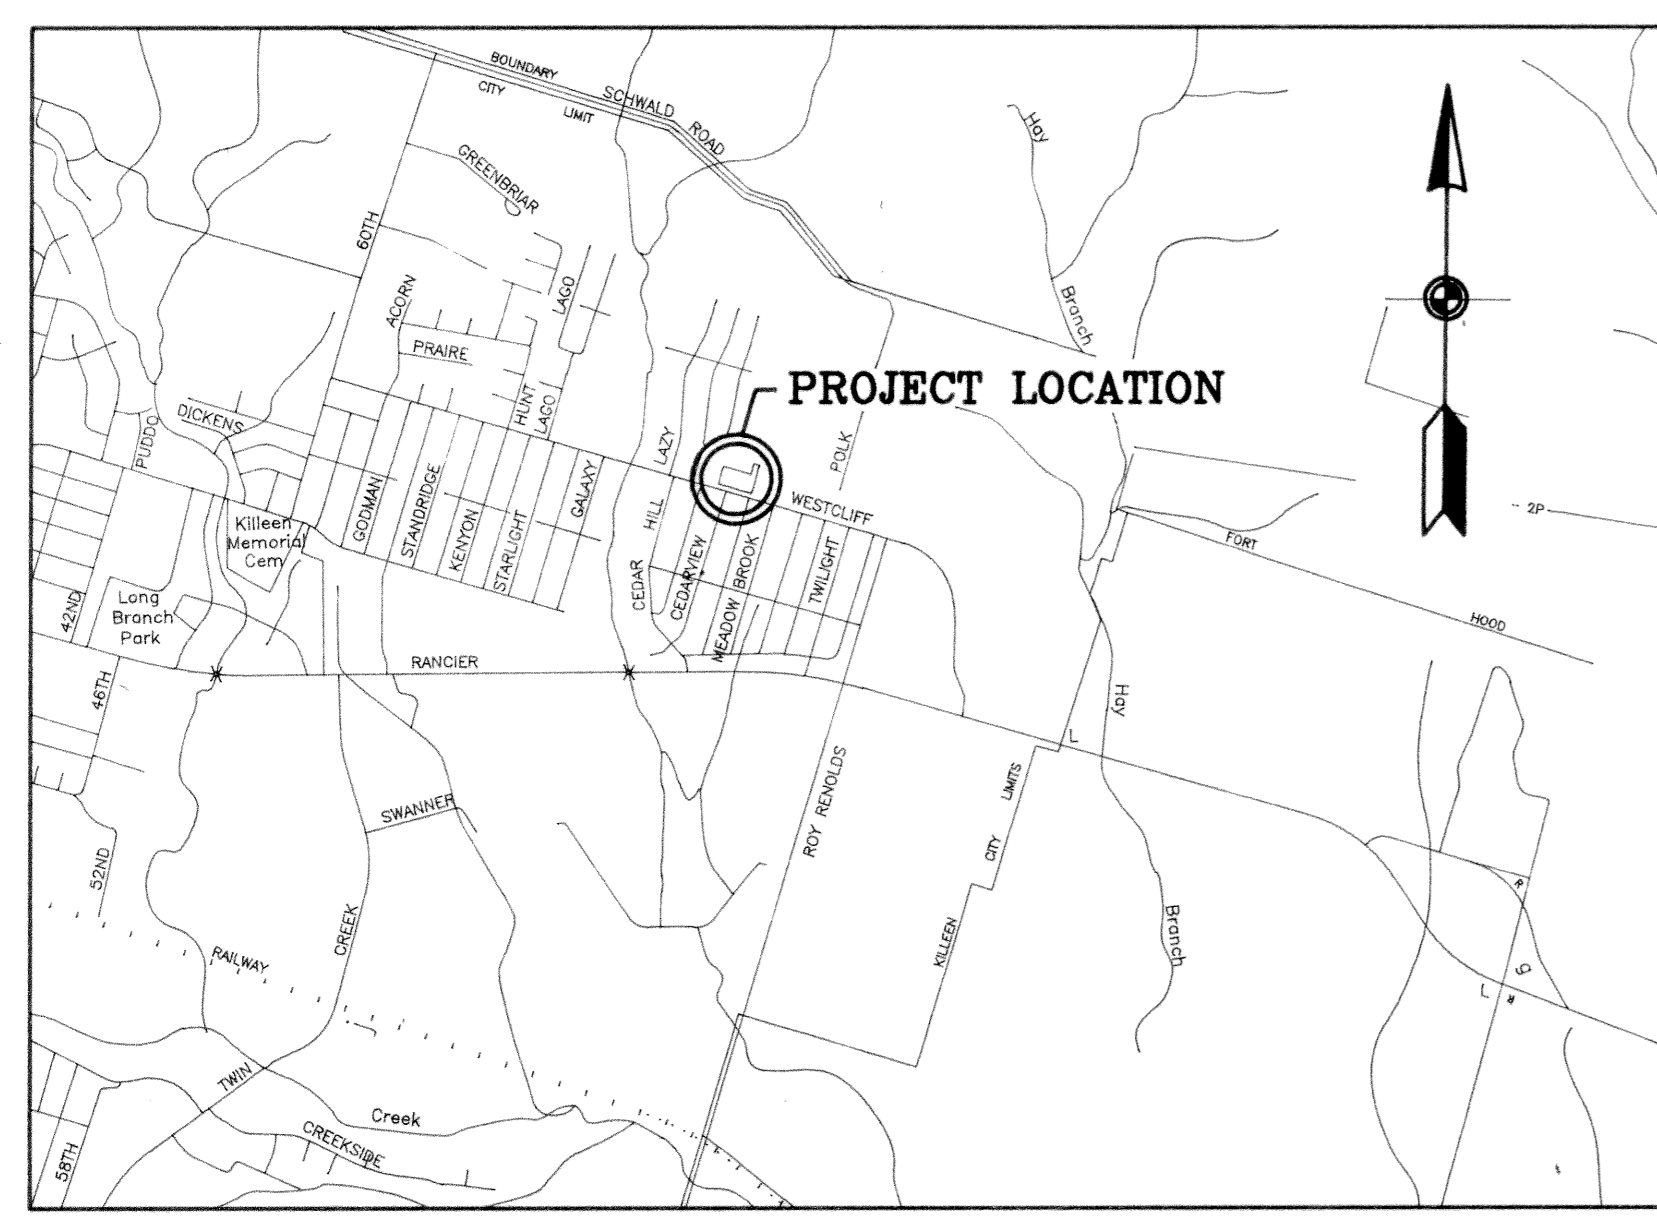 BOUNDARY
CITY LIMIT
SCHWALD ROAD
Hay
Branch
GREENBRIAR
60TH
ACORN
LAGO
PRAIRE
PROJECT LOCATION
HUNT
LAGO
DICKENS
PUDDO
LAZY
HILL
POLK
WESTCLIFF
GODMAN
STANDRIDGE
KENYON
STARLIGHT
GALAXY
CEDAR
CEDARVIEW
MEADOW BROOK
TWILIGHT
Killeen
Memorial
Cem
2P
FORT HOOD
Long
Branch
Park
42ND
46TH
RANCIER
Hay
L
ROY RENOLDS
KILLEEN CITY LIMITS
SWANNER
52ND
CREEK
RAILWAY
Branch
R
g
L
R
TWIN
Creek
CREEKSIDE
58TH